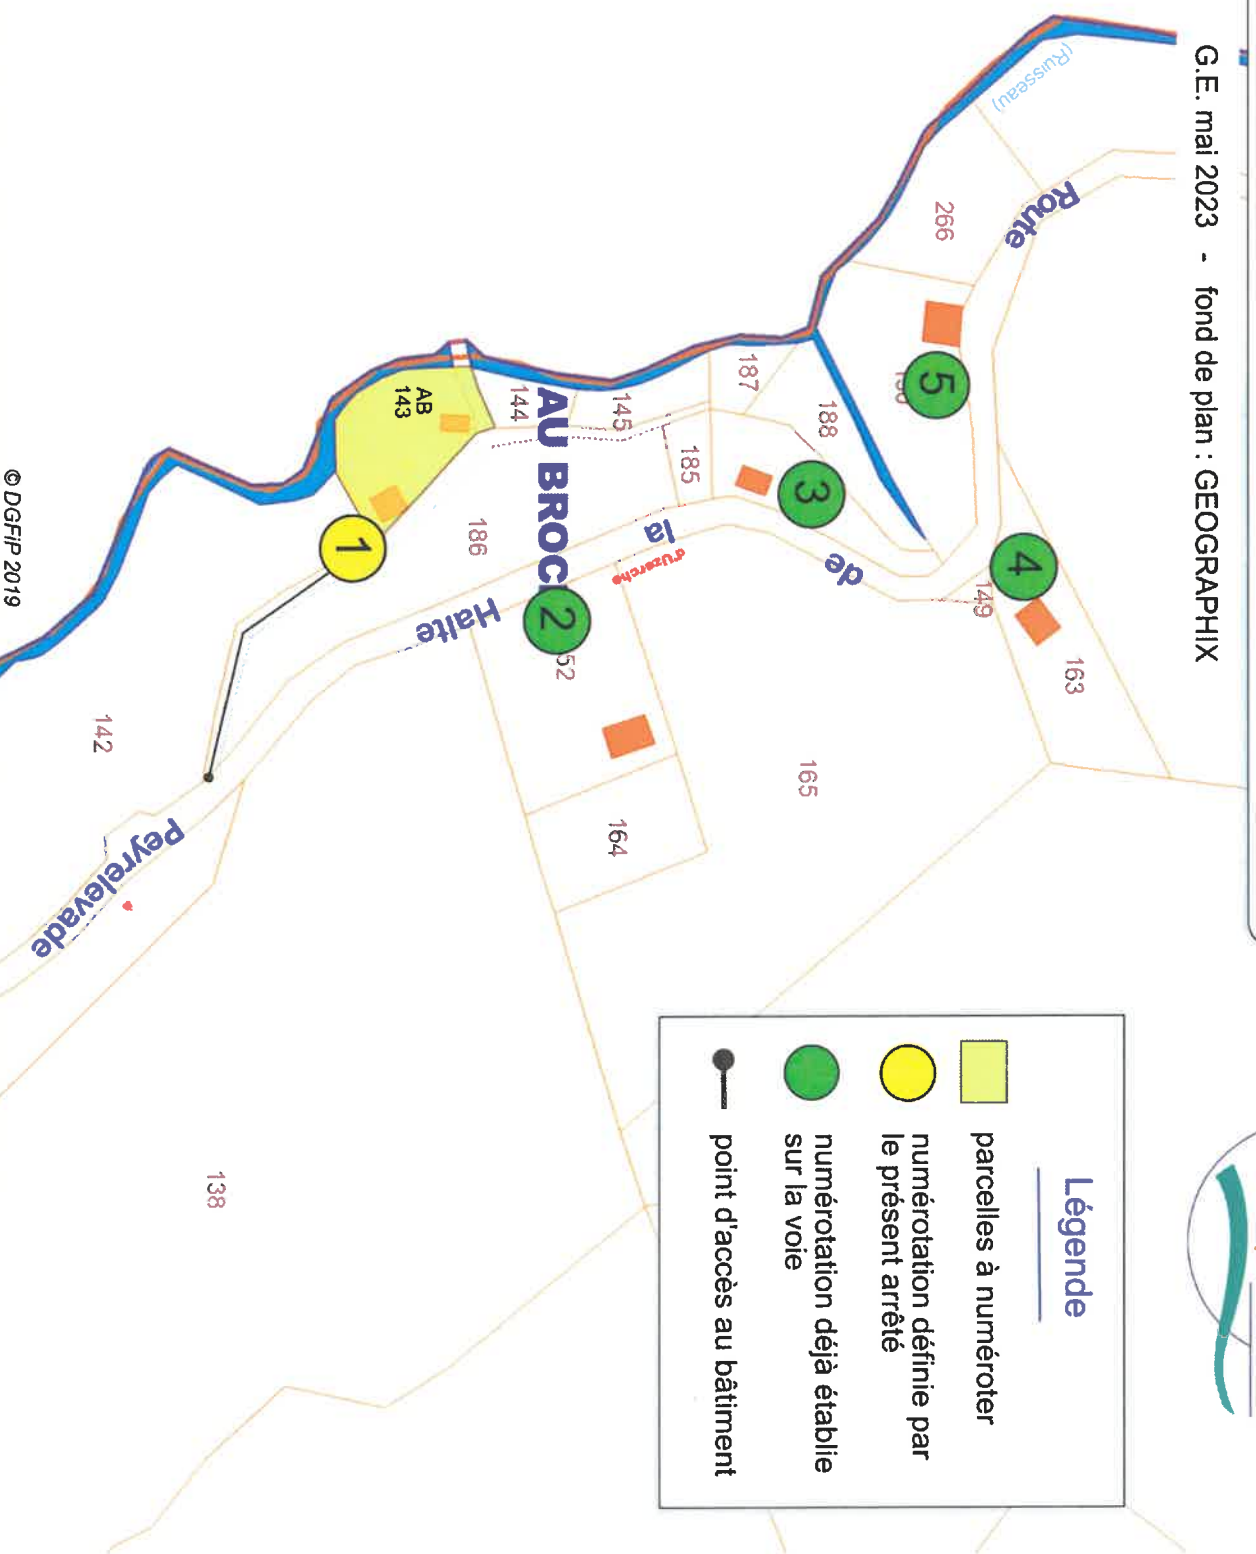 G.E. mai 2023 - fond de plan : GEOGRAPHIX
Légende
parcelles à numéroter
numérotation définie par
le présent arrêté
numérotation déjà établie
sur la voie
point d'accès au bâtiment
(Ruisseau)
Route
de
la
Halte
Peyrelevade
d'Uzerche
266
5
4
149
163
188
3
187
165
185
145
AU BROC
2
52
164
144
186
AB
143
1
142
138
© DGFiP 2019